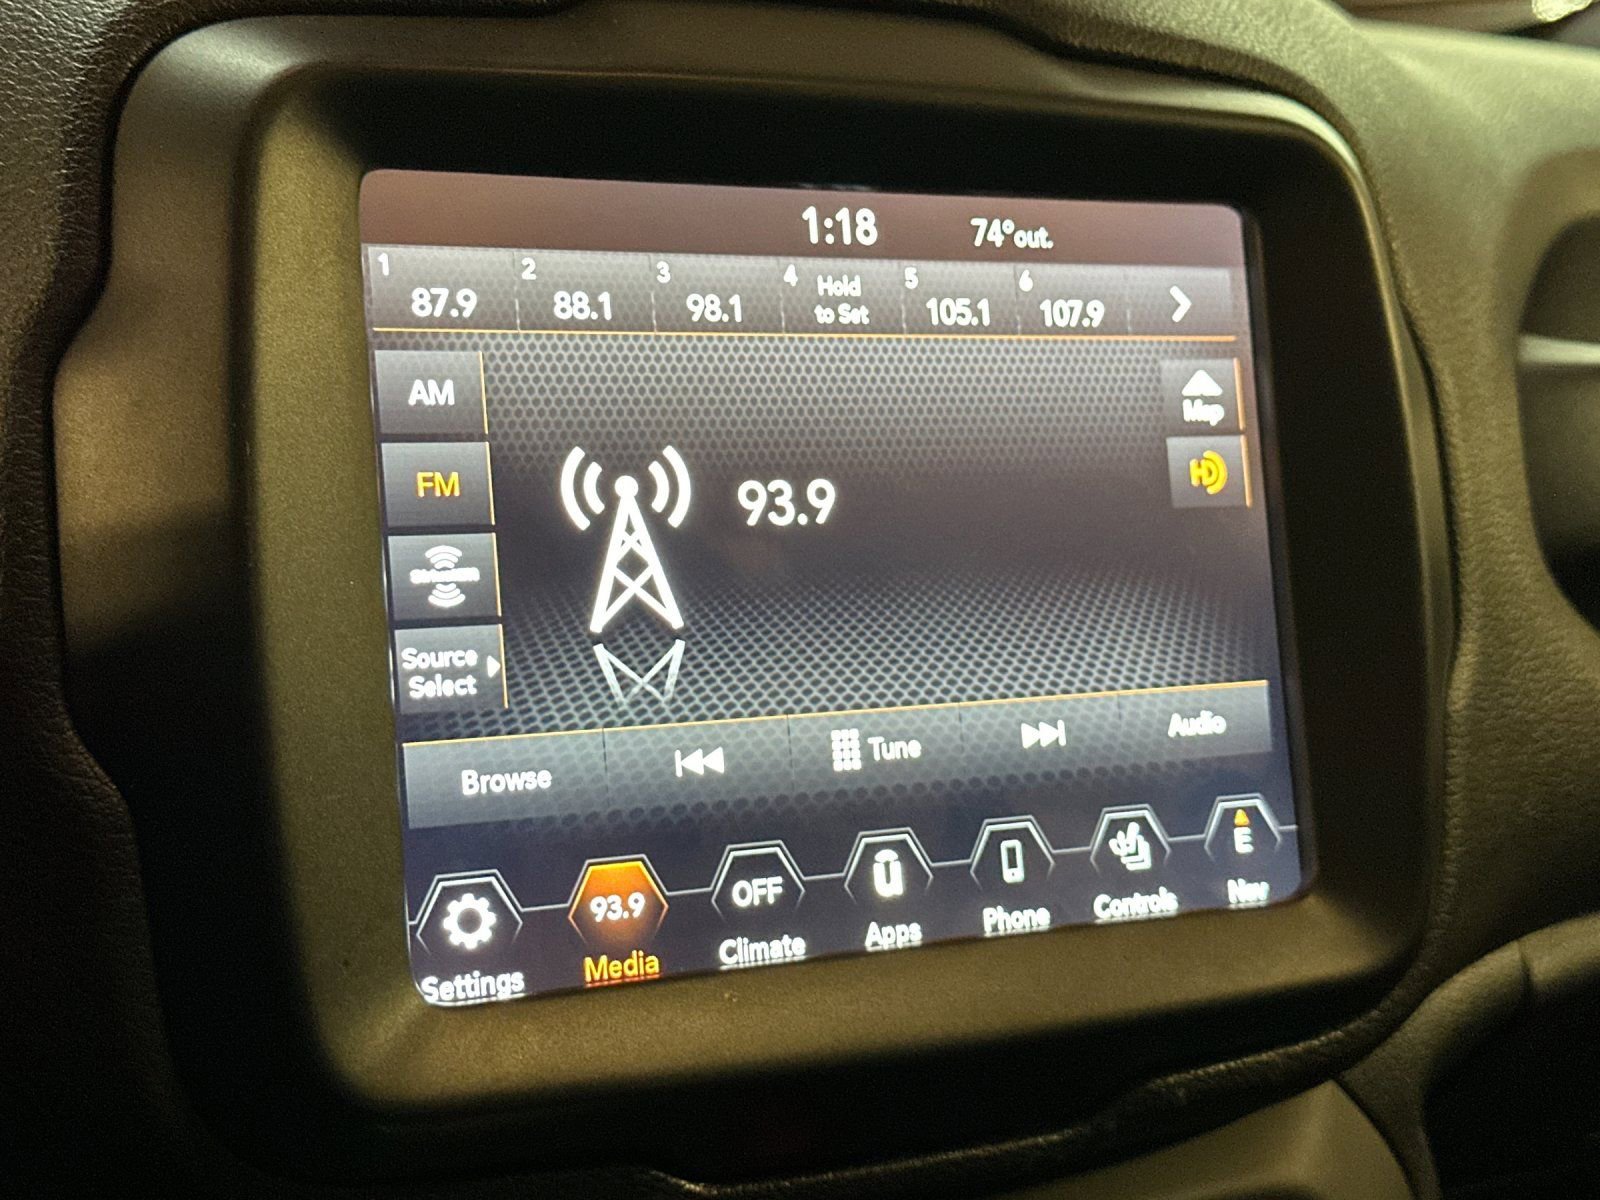 1:18 74° out.
1 2 3 4 Hold 5 6
87.9 88.1 98.1 to Set 105.1 107.9
AM
Map
FM
HD
93.9
Source
Select
Browse Tune Audio
93.9 OFF E
Settings Media Climate Apps Phone Controls Nav